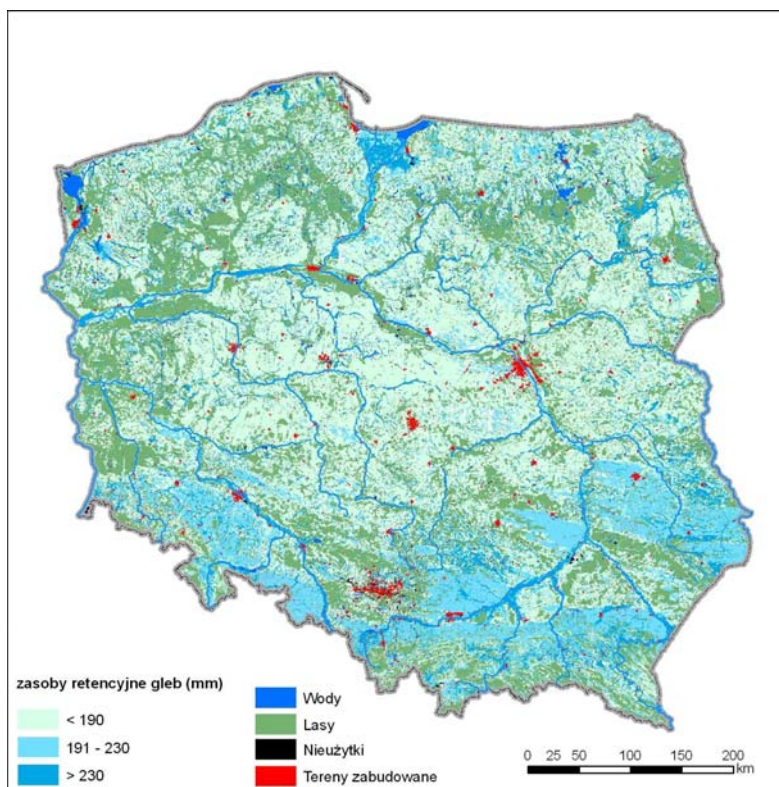 zasoby retencyjne gleb (mm)
< 190
191 - 230
> 230
Wody
Lasy
Nieużytki
Tereny zabudowane
0 25 50 100 150 200
km